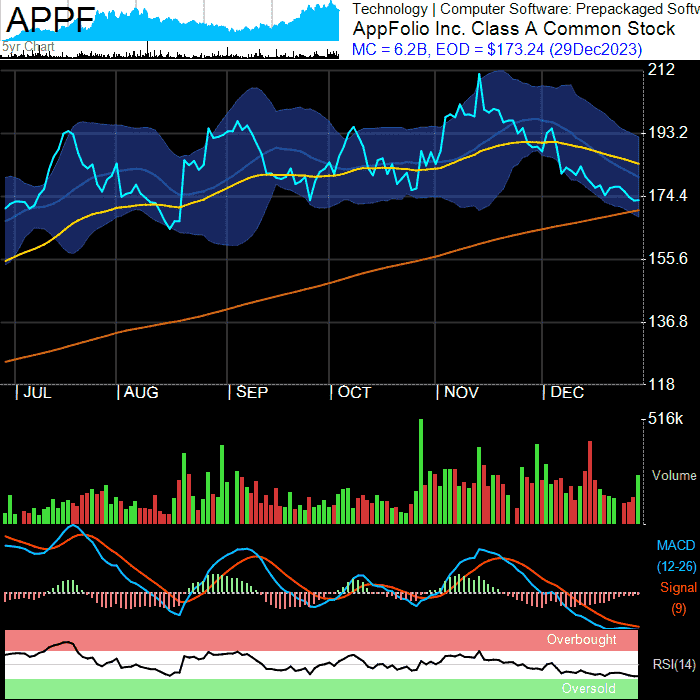 APPF
5yr Chart
Technology | Computer Software: Prepackaged Softw
AppFolio Inc. Class A Common Stock
MC = 6.2B, EOD = $173.24 (29Dec2023)
212
193.2
174.4
155.6
136.8
118
| JUL | AUG | SEP | OCT | NOV | DEC
516k
Volume
MACD
(12-26)
Signal
(9)
Overbought
RSI(14)
Oversold